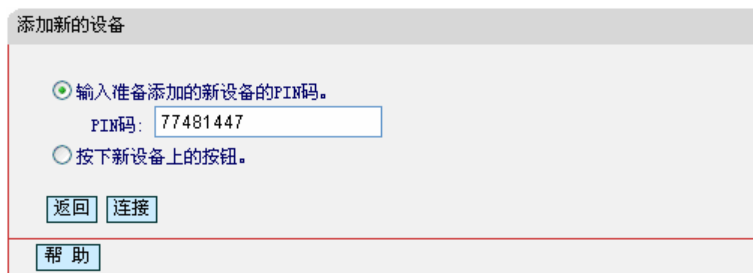 添加新的设备
输入准备添加的新设备的PIN码。
PIN码: 77481447
按下新设备上的按钮。
返回 连接
帮 助